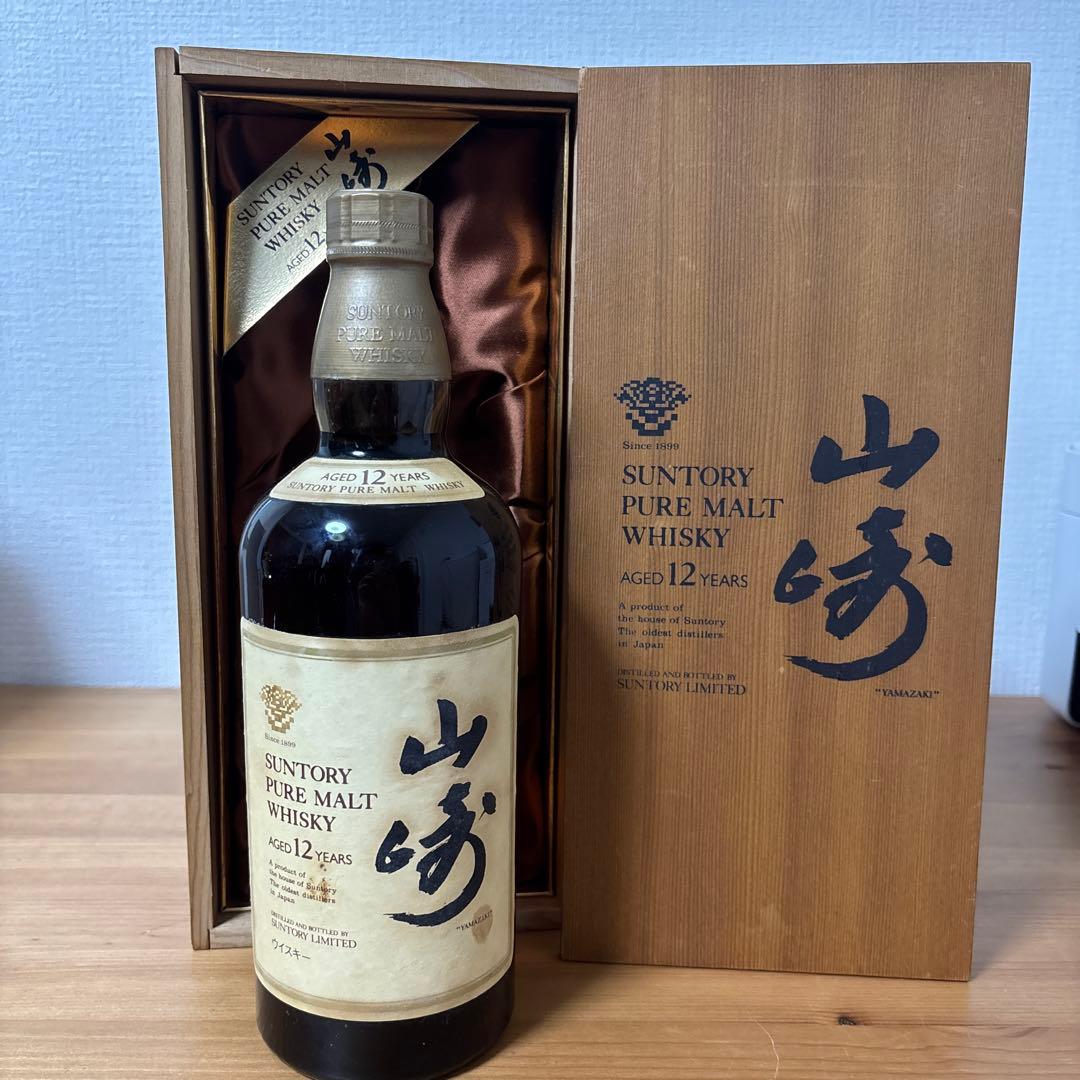 山崎
SUNTORY
PURE MALT
WHISKY
AGED 12
SUNTORY
PURE MALT
WHISKY
AGED 12 YEARS
SUNTORY PURE MALT WHISKY
Since 1899
SUNTORY
PURE MALT
WHISKY
AGED 12 YEARS
A product of
the house of Suntory
The oldest distillers
in Japan
DISTILLED AND BOTTLED BY
SUNTORY LIMITED
ウイスキー
山崎
"YAMAZAKI"
Since 1899
SUNTORY
PURE MALT
WHISKY
AGED 12 YEARS
A product of
the house of Suntory
The oldest distillers
in Japan
DISTILLED AND BOTTLED BY
SUNTORY LIMITED
山崎
"YAMAZAKI"